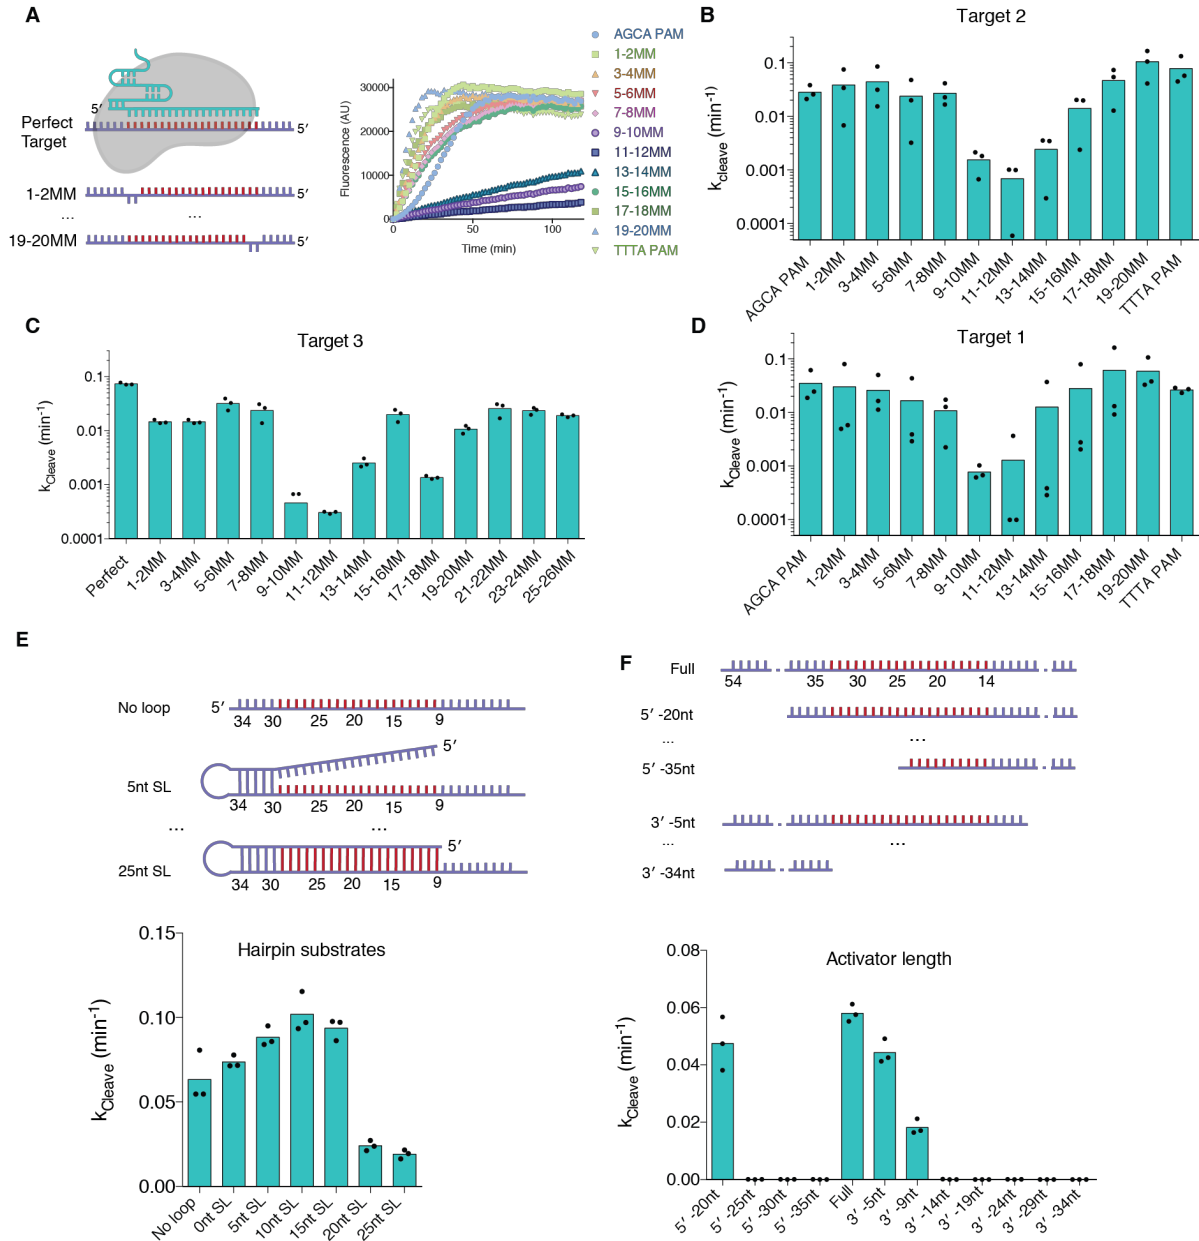 A
5′
Perfect
Target
5′
1-2MM
5′
...
...
19-20MM
5′
Fluorescence (AU)
30000
20000
10000
0
0
50
100
Time (min)
AGCA PAM
1-2MM
3-4MM
5-6MM
7-8MM
9-10MM
11-12MM
13-14MM
15-16MM
17-18MM
19-20MM
TTTA PAM
B
Target 2
kCleave (min-1)
0.1
0.01
0.001
0.0001
AGCA PAM
1-2MM
3-4MM
5-6MM
7-8MM
9-10MM
11-12MM
13-14MM
15-16MM
17-18MM
19-20MM
TTTA PAM
C
Target 3
kCleave (min-1)
0.1
0.01
0.001
0.0001
Perfect
1-2MM
3-4MM
5-6MM
7-8MM
9-10MM
11-12MM
13-14MM
15-16MM
17-18MM
19-20MM
21-22MM
23-24MM
25-26MM
D
Target 1
kCleave (min-1)
0.1
0.01
0.001
0.0001
AGCA PAM
1-2MM
3-4MM
5-6MM
7-8MM
9-10MM
11-12MM
13-14MM
15-16MM
17-18MM
19-20MM
TTTA PAM
E
No loop
5′
34 30 25 20 15 9
5′
5nt SL
34 30 25 20 15 9
...
...
5′
25nt SL
34 30 25 20 15 9
Hairpin substrates
kCleave (min-1)
0.15
0.10
0.05
0.00
No loop
0nt SL
5nt SL
10nt SL
15nt SL
20nt SL
25nt SL
F
Full
54 35 30 25 20 14
5′ -20nt
...
...
5′ -35nt
3′ -5nt
...
...
3′ -34nt
Activator length
kCleave (min-1)
0.08
0.06
0.04
0.02
0.00
5′ -20nt
5′ -25nt
5′ -30nt
5′ -35nt
Full
3′ -5nt
3′ -9nt
3′ -14nt
3′ -19nt
3′ -24nt
3′ -29nt
3′ -34nt